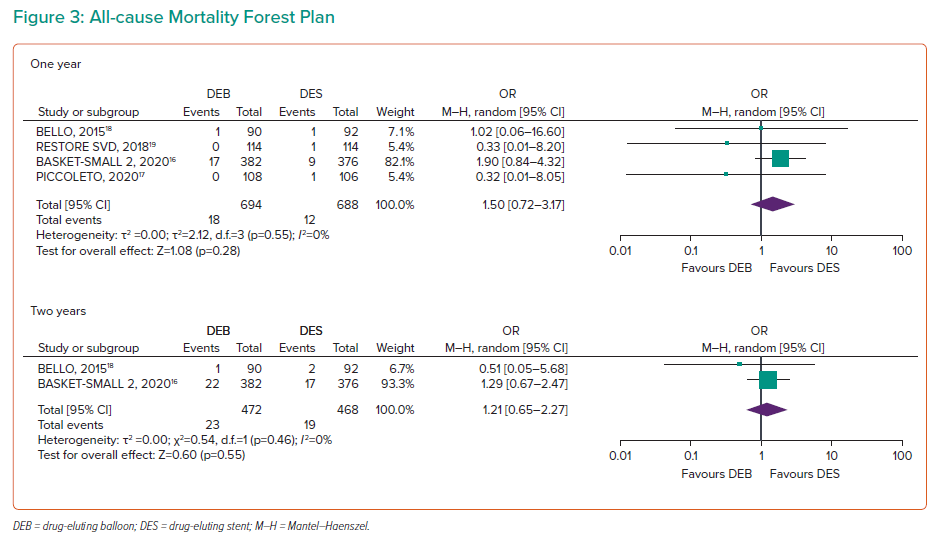 Figure 3: All-cause Mortality Forest Plan
One year
DEB DES OR OR
Study or subgroup Events Total Events Total Weight M–H, random [95% CI] M–H, random [95% CI]
BELLO, 2015¹⁸ 1 90 1 92 7.1% 1.02 [0.06–16.60]
RESTORE SVD, 2018¹⁹ 0 114 1 114 5.4% 0.33 [0.01–8.20]
BASKET-SMALL 2, 2020¹⁶ 17 382 9 376 82.1% 1.90 [0.84–4.32]
PICCOLETO, 2020¹⁷ 0 108 1 106 5.4% 0.32 [0.01–8.05]
Total [95% CI] 694 688 100.0% 1.50 [0.72–3.17]
Total events 18 12
Heterogeneity: τ² =0.00; τ²=2.12, d.f.=3 (p=0.55); I²=0%
Test for overall effect: Z=1.08 (p=0.28)
0.01 0.1 1 10 100
Favours DEB Favours DES
Two years
DEB DES OR OR
Study or subgroup Events Total Events Total Weight M–H, random [95% CI] M–H, random [95% CI]
BELLO, 2015¹⁸ 1 90 2 92 6.7% 0.51 [0.05–5.68]
BASKET-SMALL 2, 2020¹⁶ 22 382 17 376 93.3% 1.29 [0.67–2.47]
Total [95% CI] 472 468 100.0% 1.21 [0.65–2.27]
Total events 23 19
Heterogeneity: τ² =0.00; χ²=0.54, d.f.=1 (p=0.46); I²=0%
Test for overall effect: Z=0.60 (p=0.55)
0.01 0.1 1 10 100
Favours DEB Favours DES
DEB = drug-eluting balloon; DES = drug-eluting stent; M–H = Mantel–Haenszel.